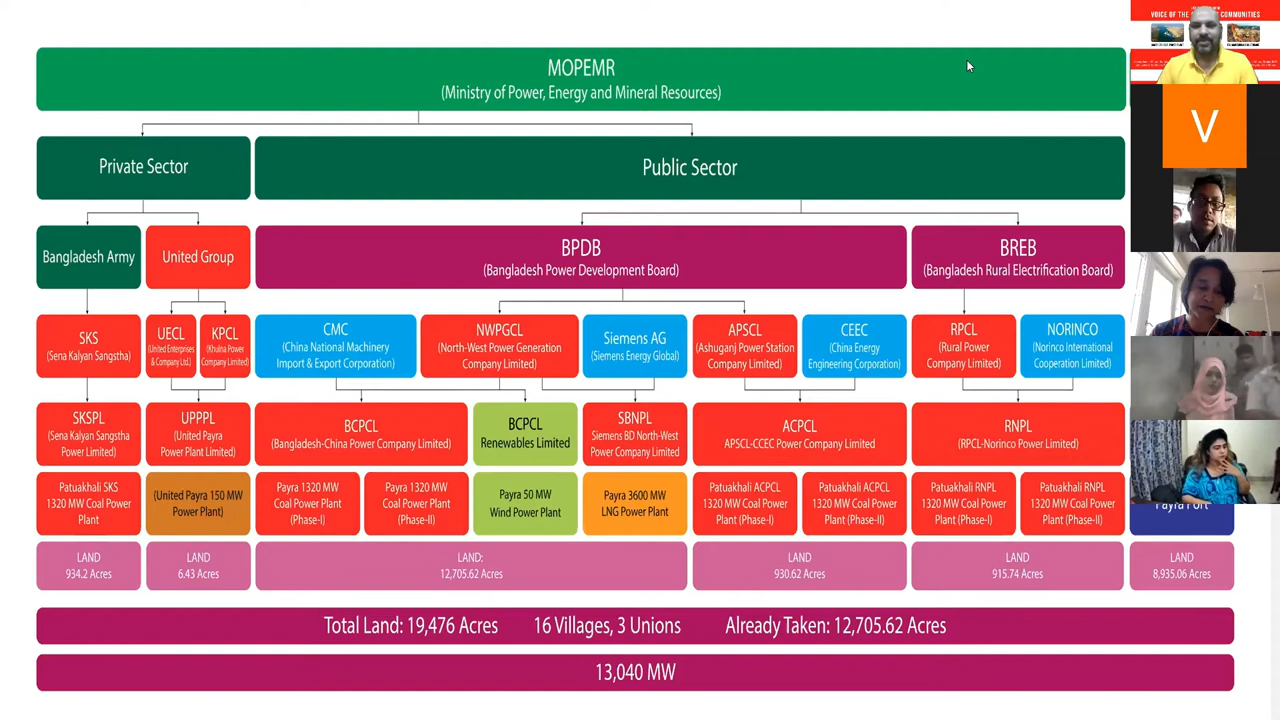 MOPEMR
(Ministry of Power, Energy and Mineral Resources)
VOICE OF THE
COMMUNITIES
V
Private Sector
Public Sector
Bangladesh Army
United Group
BPDB
(Bangladesh Power Development Board)
BREB
(Bangladesh Rural Electrification Board)
SKS
(Sena Kalyan Sangstha)
UECL
(United Enterprises
& Company Ltd.)
KPCL
(Khulna Power
Company Limited)
CMC
(China National Machinery
Import & Export Corporation)
NWPGCL
(North-West Power Generation
Company Limited)
Siemens AG
(Siemens Energy Global)
APSCL
(Ashuganj Power Station
Company Limited)
CEEC
(China Energy
Engineering Corporation)
RPCL
(Rural Power
Company Limited)
NORINCO
(Norinco International
Cooperation Limited)
SKSPL
(Sena Kalyan Sangstha
Power Limited)
UPPPL
(United Payra
Power Plant Limited)
BCPCL
(Bangladesh-China Power Company Limited)
BCPCL
Renewables Limited
SBNPL
Siemens BD North-West
Power Company Limited
ACPCL
APSCL-CCEC Power Company Limited
RNPL
(RPCL-Norinco Power Limited)
Patuakhali SKS
1320 MW Coal Power
Plant
(United Payra 150 MW
Power Plant)
Payra 1320 MW
Coal Power Plant
(Phase-I)
Payra 1320 MW
Coal Power Plant
(Phase-II)
Payra 50 MW
Wind Power Plant
Payra 3600 MW
LNG Power Plant
Patuakhali ACPCL
1320 MW Coal Power
Plant (Phase-I)
Patuakhali ACPCL
1320 MW Coal Power
Plant (Phase-II)
Patuakhali RNPL
1320 MW Coal Power
Plant (Phase-I)
Patuakhali RNPL
1320 MW Coal Power
Plant (Phase-II)
Payra Port
LAND
934.2 Acres
LAND
6.43 Acres
LAND:
12,705.62 Acres
LAND
930.62 Acres
LAND
915.74 Acres
LAND
8,935.06 Acres
Total Land: 19,476 Acres 16 Villages, 3 Unions Already Taken: 12,705.62 Acres
13,040 MW